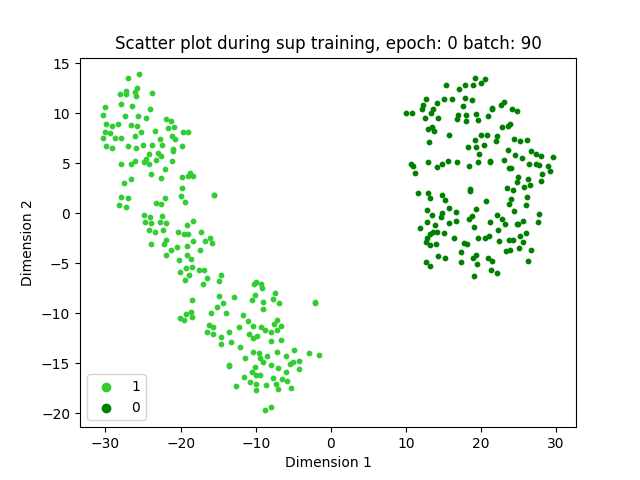 Scatter plot during sup training, epoch: 0 batch: 90
15
10
5
0
−5
−10
−15
−20
Dimension 2
1
0
−30 −20 −10 0 10 20 30
Dimension 1